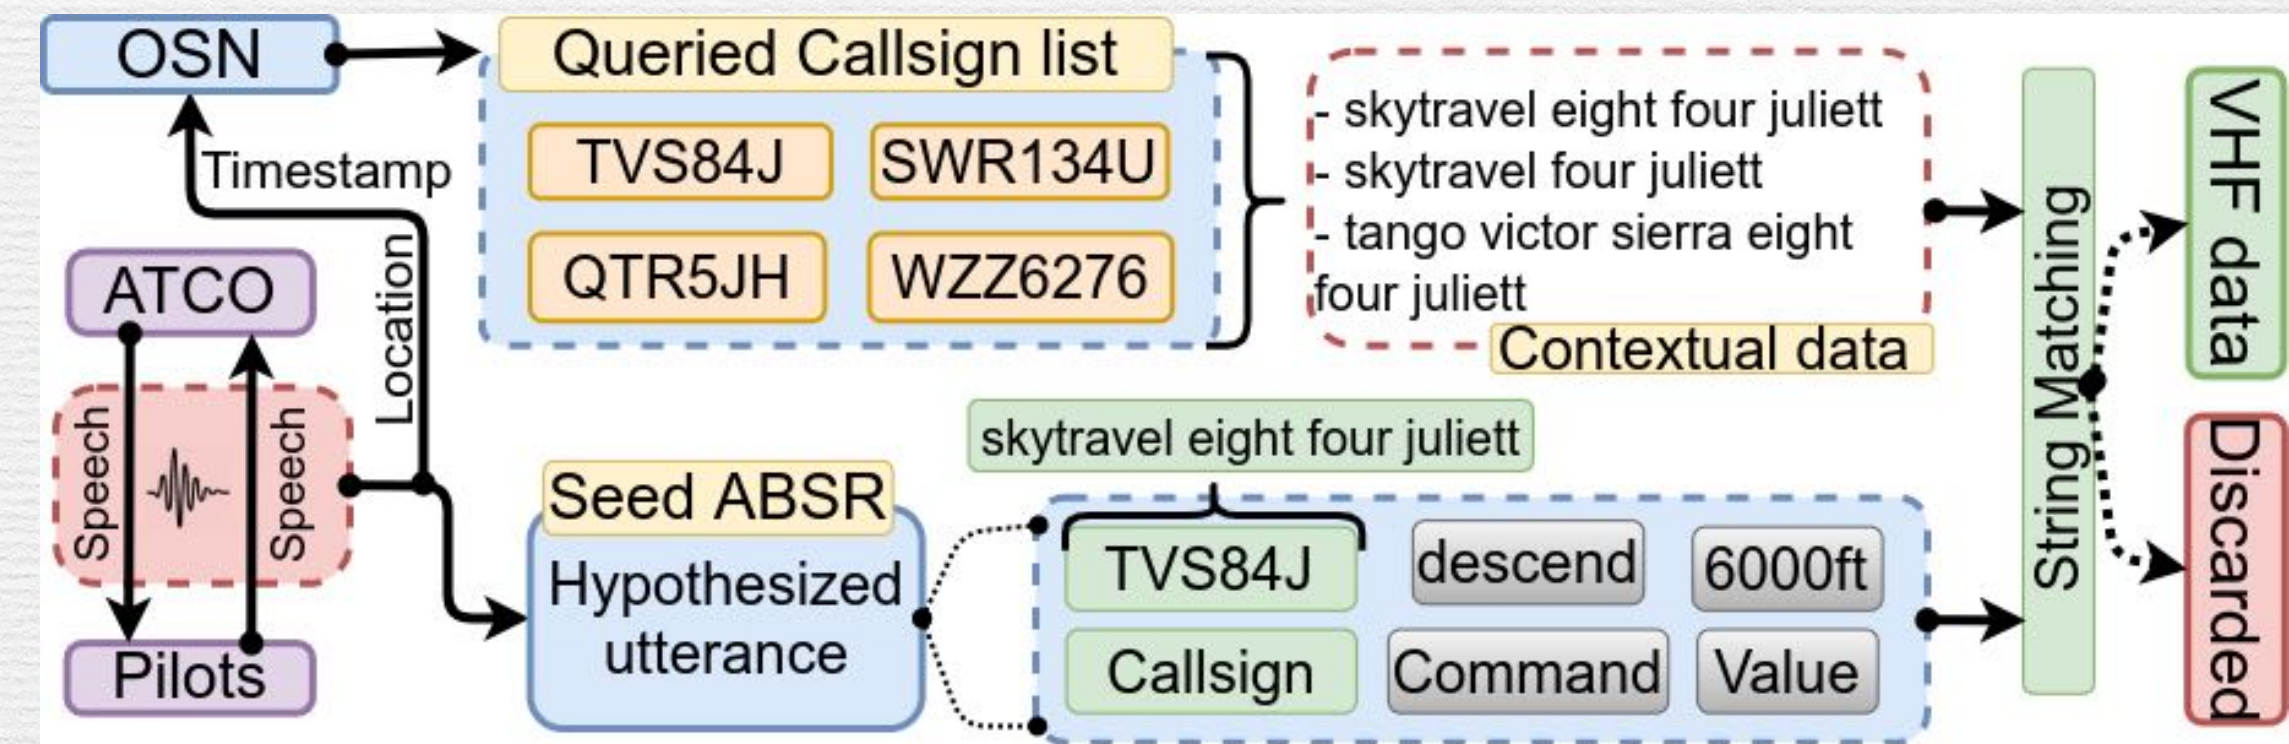 OSN
Queried Callsign list
TVS84J
SWR134U
QTR5JH
WZZ6276
- skytravel eight four juliett
- skytravel four juliett
- tango victor sierra eight
four juliett
Contextual data
Timestamp
Location
ATCO
Speech
Speech
Pilots
Seed ABSR
Hypothesized
utterance
skytravel eight four juliett
TVS84J
descend
6000ft
Callsign
Command
Value
String Matching
VHF data
Discarded